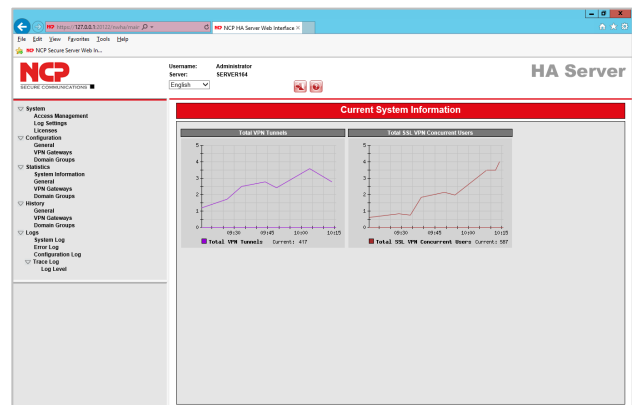 https://127.0.0.1:20122/nwha/main
NCP HA Server Web Interface
File Edit View Favorites Tools Help
NCP Secure Server Web In...
NCP
SECURE COMMUNICATIONS
Username: Administrator
Server: SERVER164
English
HA Server
System
Access Management
Log Settings
Licenses
Configuration
General
VPN Gateways
Domain Groups
Statistics
System Information
General
VPN Gateways
Domain Groups
History
General
VPN Gateways
Domain Groups
Logs
System Log
Error Log
Configuration Log
Trace Log
Log Level
Current System Information
Total VPN Tunnels
5
4
3
2
1
0
09:30 09:45 10:00 10:15
Total VPN Tunnels Current: 417
Total SSL VPN Concurrent Users
5
4
3
2
1
0
09:30 09:45 10:00 10:15
Total SSL VPN Concurrent Users Current: 587